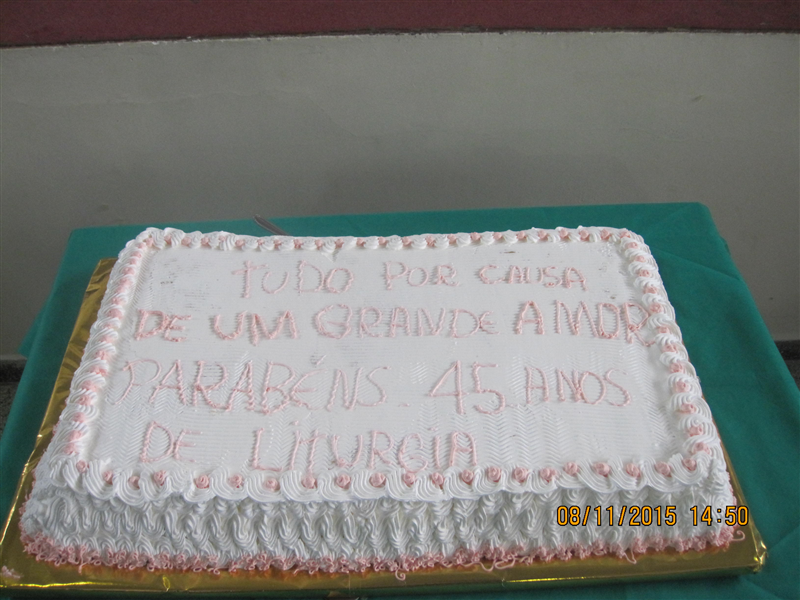 TUDO POR CAUSA
DE UM GRANDE AMOR
PARABÉNS 45 ANOS
DE LITURGIA
08/11/2015 14:50